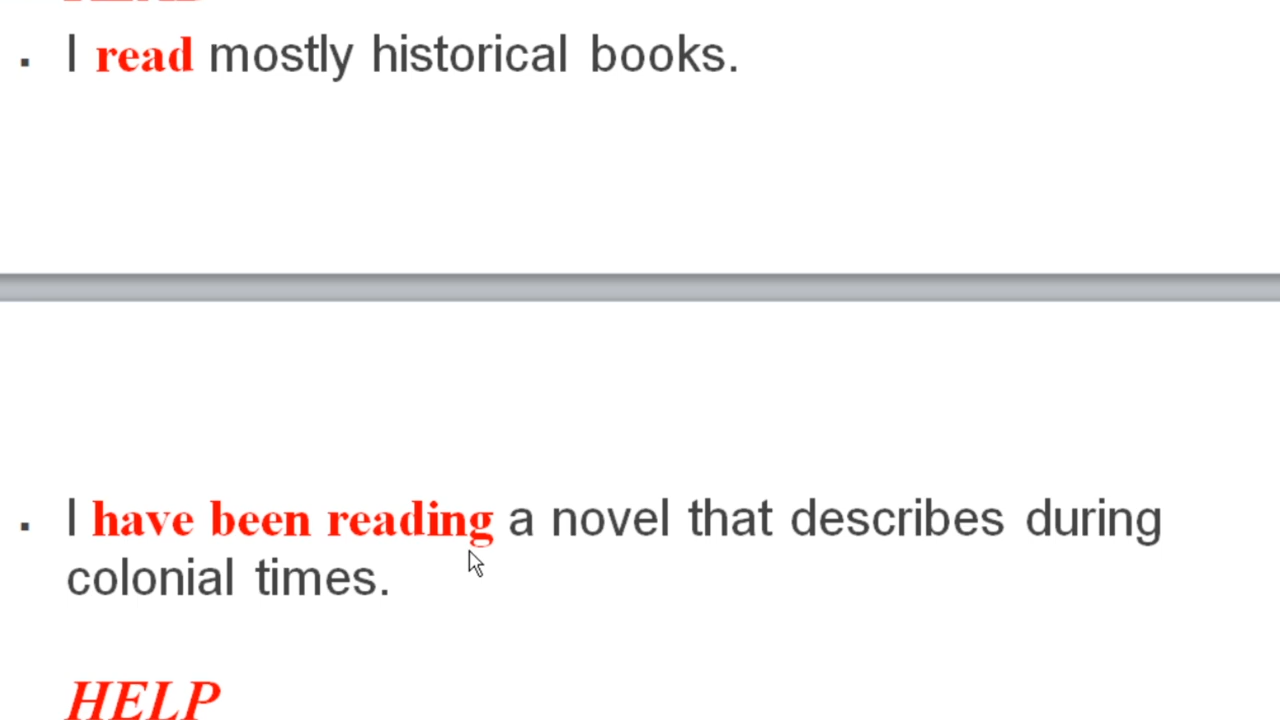 ▪ I read mostly historical books.
▪ I have been reading a novel that describes during
colonial times.
HELP